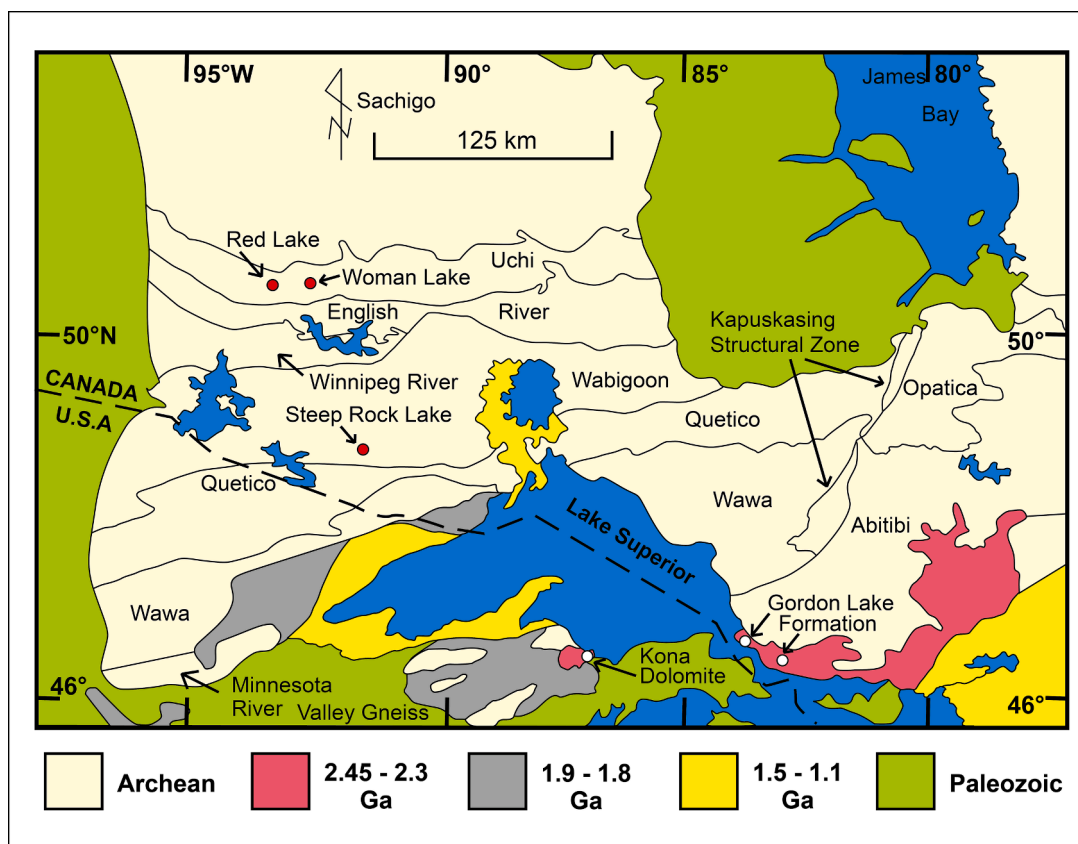 95°W
90°
85°
James
80°
Bay
Sachigo
N
125 km
Red Lake
Woman Lake
Uchi
English
River
50°N
Kapuskasing
Structural Zone
50°
Winnipeg River
Wabigoon
Opatica
CANADA
U.S.A
Steep Rock Lake
Quetico
Quetico
Wawa
Lake Superior
Abitibi
Wawa
Gordon Lake
Formation
Kona
Dolomite
Minnesota
River
Valley Gneiss
46°
46°
Archean
2.45 - 2.3
Ga
1.9 - 1.8
Ga
1.5 - 1.1
Ga
Paleozoic